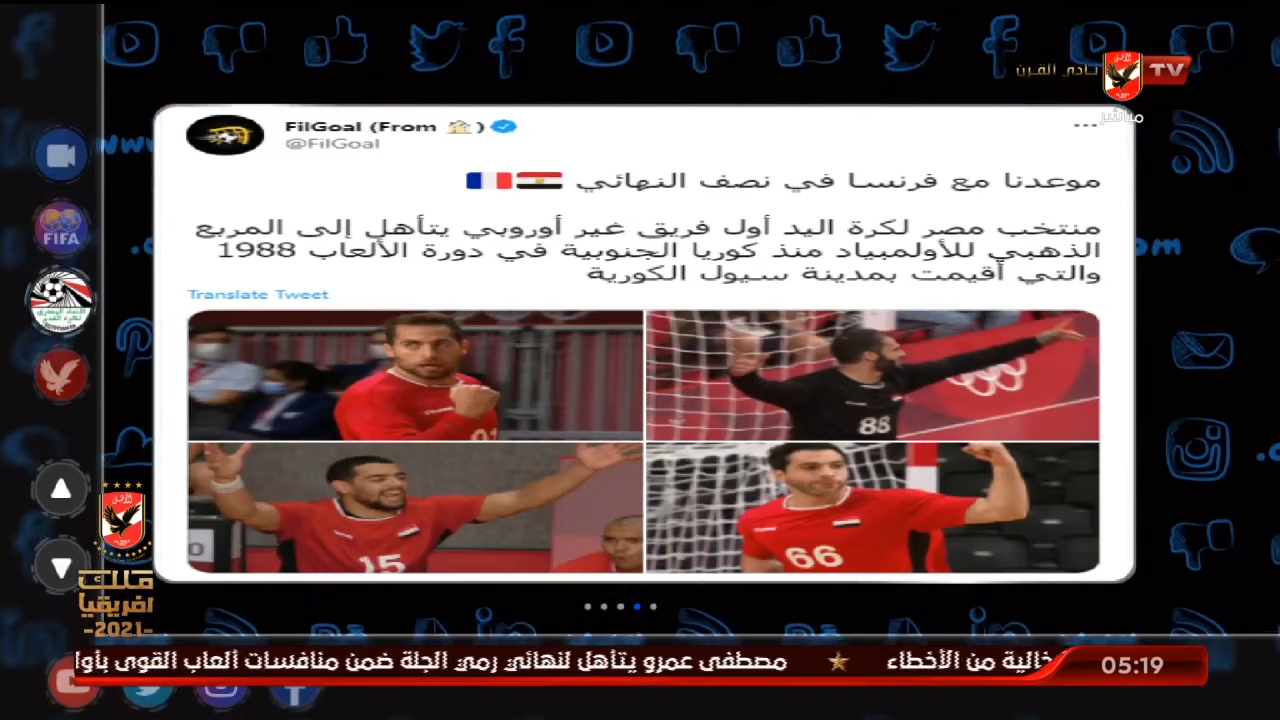 نادي القرن
TV
مباشر
FilGoal (From 🏠 )
@FilGoal
موعدنا مع فرنسا في نصف النهائي
منتخب مصر لكرة اليد أول فريق غير أوروبي يتأهل إلى المربع
الذهبي للأولمبياد منذ كوريا الجنوبية في دورة الألعاب 1988
والتي أقيمت بمدينة سيول الكورية
Translate Tweet
FIFA
88
15
66
ملك
افريقيا
-2021-
خالية من الأخطاء ★ مصطفى عمرو يتأهل لنهائي رمي الجلة ضمن منافسات ألعاب القوى بأوا
05:19